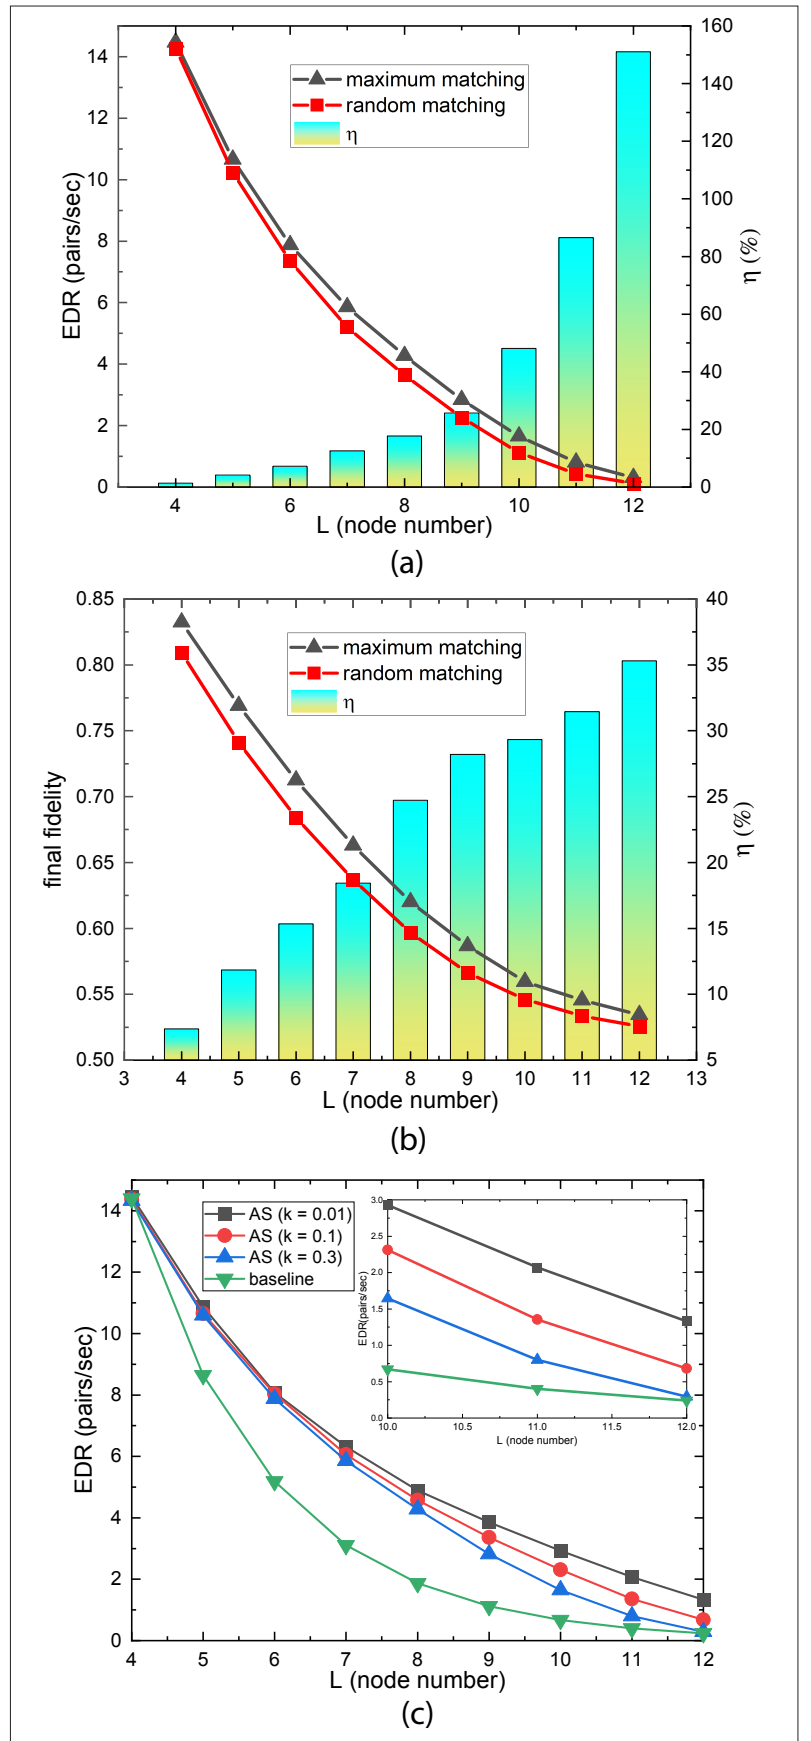 14
12
10
8
6
4
2
0
EDR (pairs/sec)
maximum matching
random matching
η
160
140
120
100
80
60
40
20
0
η (%)
4 6 8 10 12
L (node number)
(a)
0.85
0.80
0.75
0.70
0.65
0.60
0.55
0.50
final fidelity
maximum matching
random matching
η
40
35
30
25
20
15
10
5
η (%)
3 4 5 6 7 8 9 10 11 12 13
L (node number)
(b)
14
12
10
8
6
4
2
0
EDR (pairs/sec)
AS (k = 0.01)
AS (k = 0.1)
AS (k = 0.3)
baseline
3.0
2.5
2.0
1.5
1.0
0.5
0.0
EDR(pairs/sec)
10.0 10.5 11.0 11.5 12.0
L (node number)
4 5 6 7 8 9 10 11 12
L (node number)
(c)